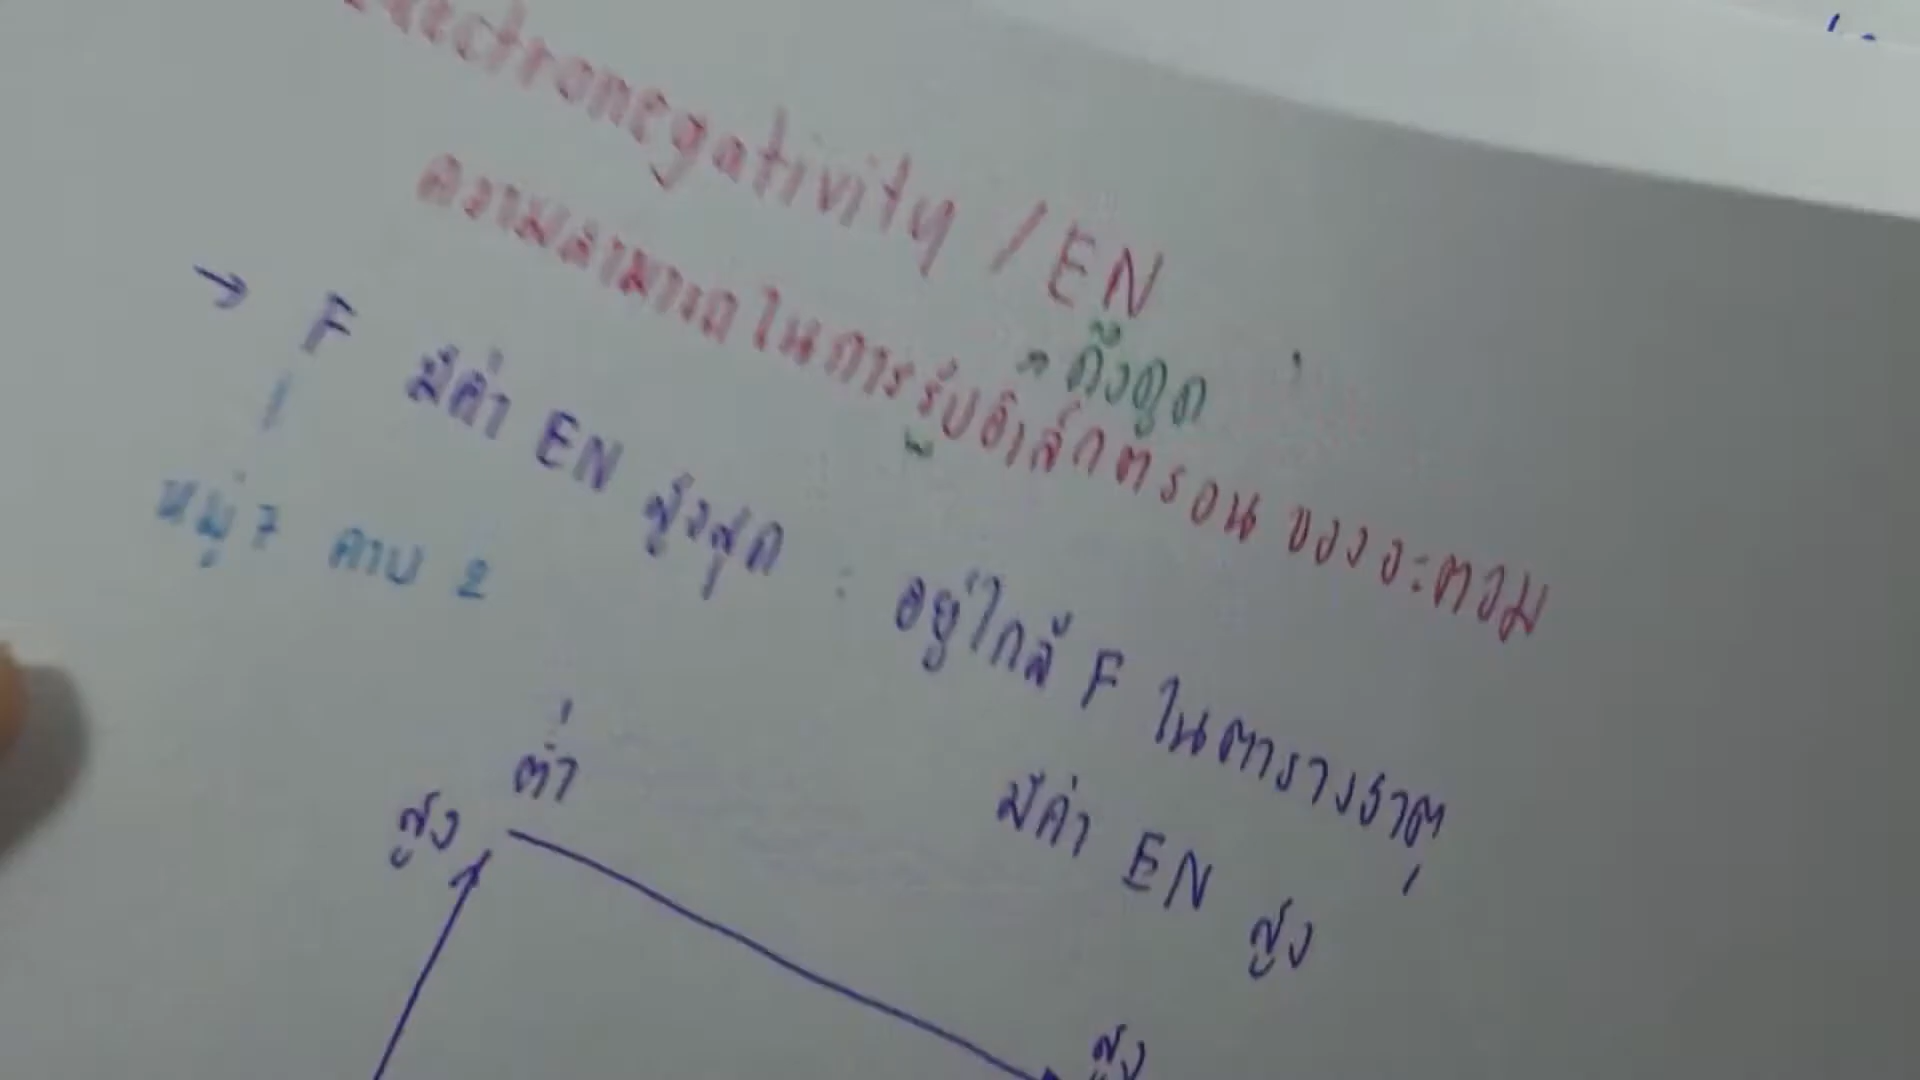 electronegativity / EN
ดึงดูด
ความสามารถในการรับอิเล็กตรอน ของอะตอม
→ F มีค่า EN สูงสุด : อยู่ใกล้ F ในตารางธาตุ
มีค่า EN สูง
หมู่ 7 คาบ 2
ต่ำ
สูง
สูง